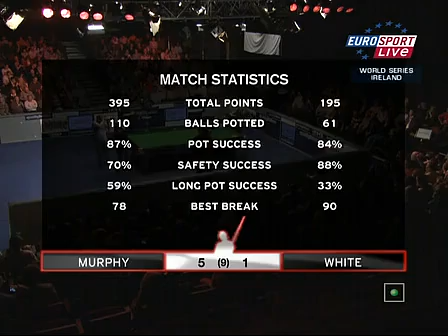 EUROSPORT
LIVE
WORLD SERIES
IRELAND
MATCH STATISTICS
395 TOTAL POINTS 195
110 BALLS POTTED 61
87% POT SUCCESS 84%
70% SAFETY SUCCESS 88%
59% LONG POT SUCCESS 33%
78 BEST BREAK 90
MURPHY 5 (9) 1 WHITE